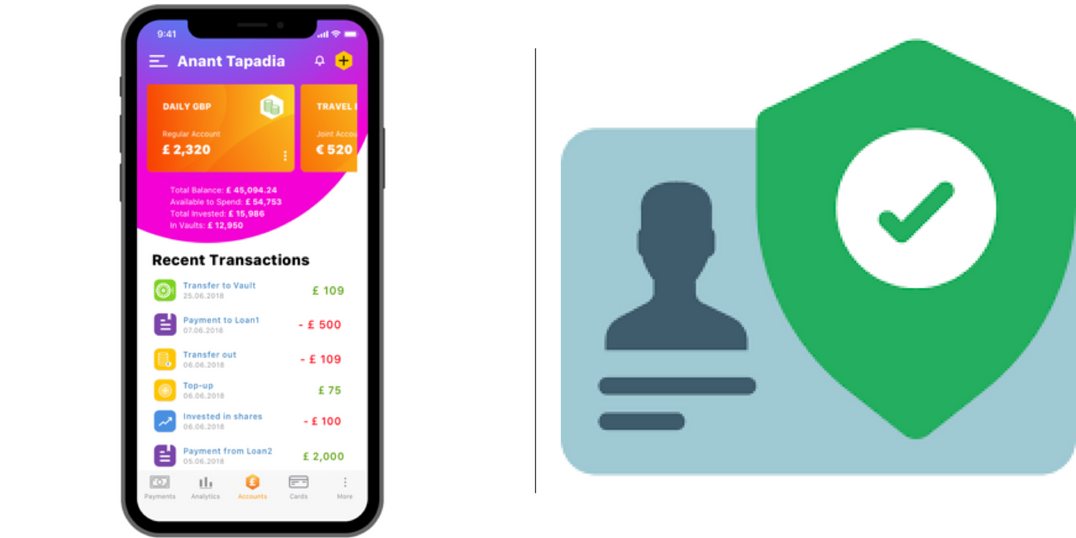 9:41
Anant Tapadia
DAILY GBP
Regular Account
£ 2,320
TRAVEL
Joint Accou
€ 520
Total Balance: £ 45,094.24
Available to Spend: £ 54,753
Total Invested: £ 15,986
In Vaults: £ 12,950
Recent Transactions
Transfer to Vault £ 109
25.06.2018
Payment to Loan1 - £ 500
07.06.2018
Transfer out - £ 109
06.06.2018
Top-up £ 75
06.06.2018
Invested in shares - £ 100
06.06.2018
Payment from Loan2 £ 2,000
05.06.2018
Payments Analytics Accounts Cards More